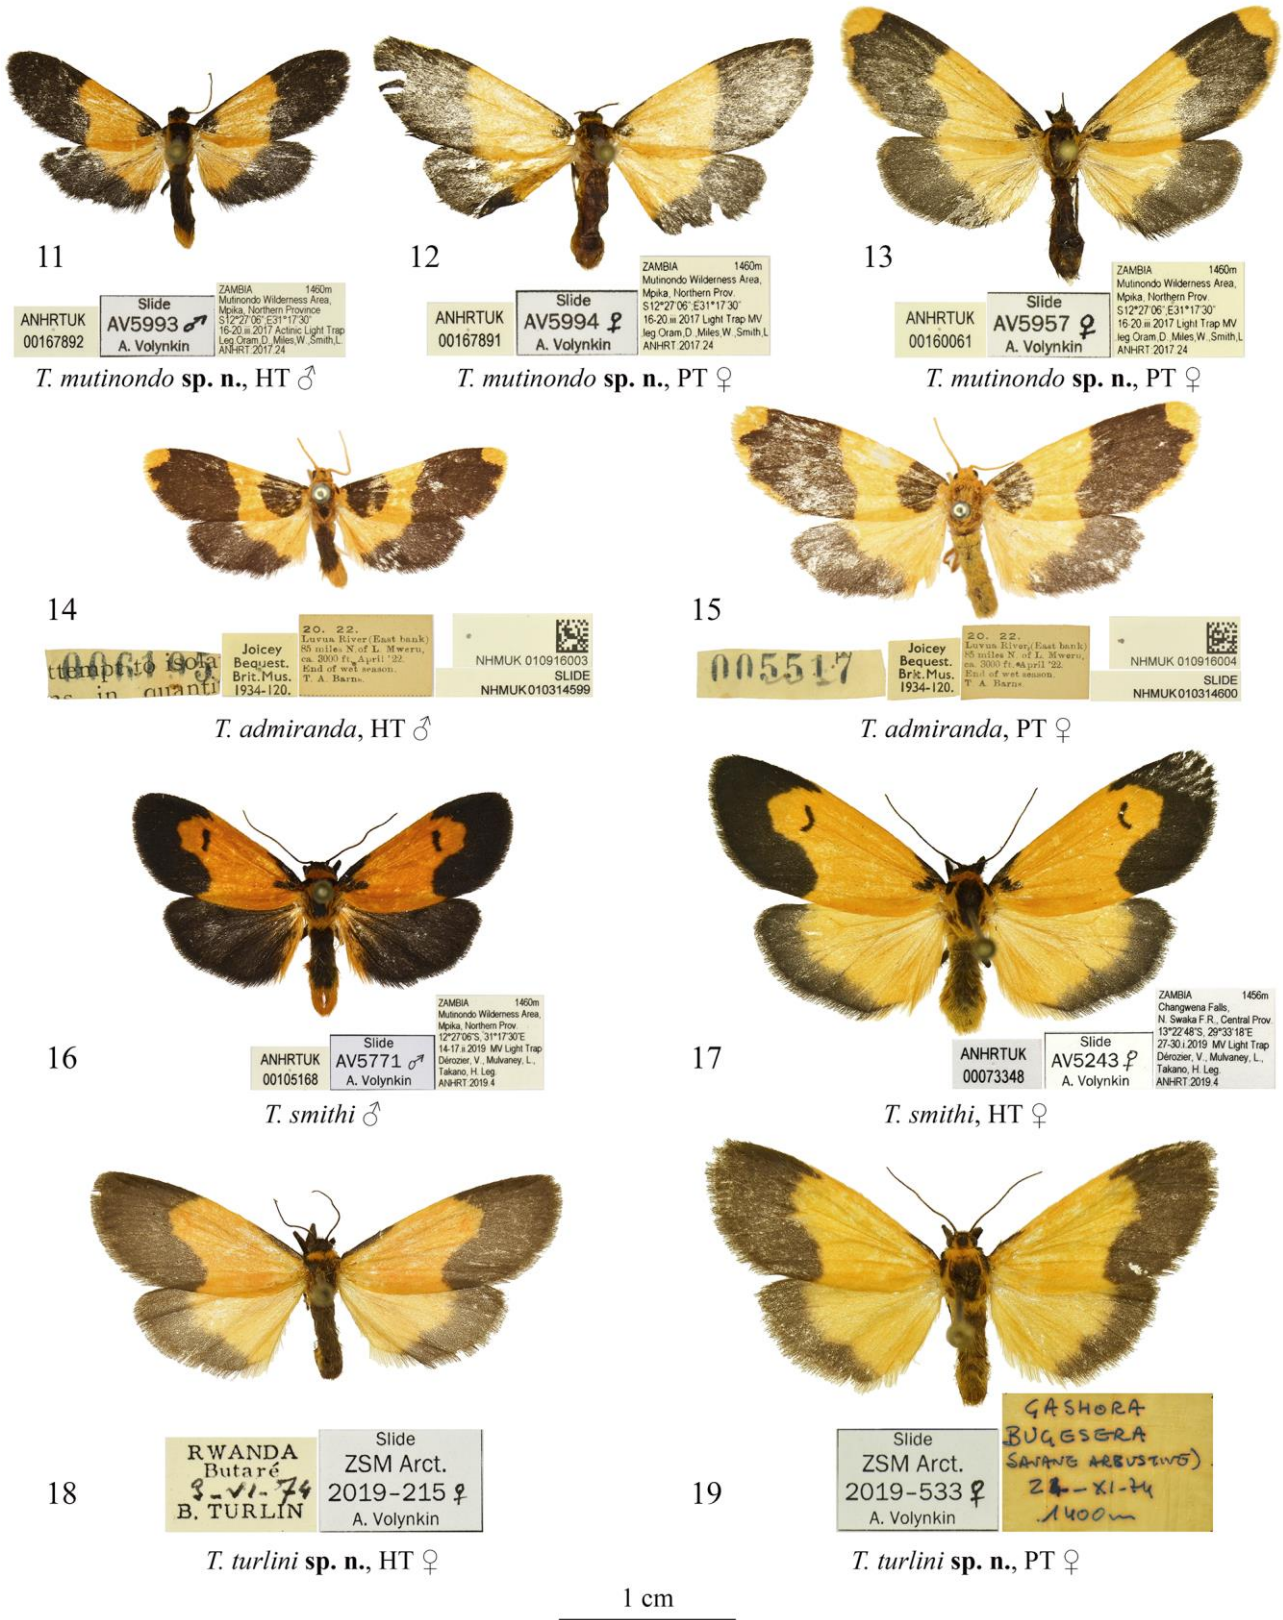 11
ANHRTUK
00167892
Slide
AV5993 ♂
A. Volynkin
ZAMBIA 1460m
Mutinondo Wilderness Area,
Mpika, Northern Province
S12°27'06",E31°17'30"
16-20.iii.2017 Actinic Light Trap
Leg.Oram,D.,Miles,W.,Smith,L.
ANHRT:2017.24
T. mutinondo sp. n., HT ♂
12
ANHRTUK
00167891
Slide
AV5994 ♀
A. Volynkin
ZAMBIA 1460m
Mutinondo Wilderness Area,
Mpika, Northern Prov.
S12°27'06",E31°17'30"
16-20.iii.2017 Light Trap MV
leg.Oram,D.,Miles,W.,Smith,L.
ANHRT:2017.24
T. mutinondo sp. n., PT ♀
13
ANHRTUK
00160061
Slide
AV5957 ♀
A. Volynkin
ZAMBIA 1460m
Mutinondo Wilderness Area,
Mpika, Northern Prov.
S12°27'06",E31°17'30"
16-20.iii.2017 Light Trap MV
leg.Oram,D.,Miles,W.,Smith,L.
ANHRT:2017.24
T. mutinondo sp. n., PT ♀
14
ttempt to isola
in quanti
Joicey
Bequest.
Brit. Mus.
1934-120.
20. 22.
Luvua River (East bank)
85 miles N. of L. Mweru,
ca. 3000 ft. April '22.
End of wet season.
T. A. Barns.
NHMUK 010916003
SLIDE
NHMUK010314599
T. admiranda, HT ♂
15
005517
Joicey
Bequest.
Brit. Mus.
1934-120.
20. 22.
Luvua River, (East bank)
85 miles N. of L. Mweru,
ca. 3000 ft. April '22.
End of wet season.
T. A. Barns.
NHMUK 010916004
SLIDE
NHMUK010314600
T. admiranda, PT ♀
16
ANHRTUK
00105168
Slide
AV5771 ♂
A. Volynkin
ZAMBIA 1460m
Mutinondo Wilderness Area,
Mpika, Northern Prov.
12°27'06"S, 31°17'30"E
14-17.ii.2019 MV Light Trap
Dérozier, V., Mulvaney, L.,
Takano, H. Leg.
ANHRT:2019.4
T. smithi ♂
17
ANHRTUK
00073348
Slide
AV5243 ♀
A. Volynkin
ZAMBIA 1456m
Changwena Falls,
N. Swaka F.R., Central Prov.
13°22'48"S, 29°33'18"E
27-30.i.2019 MV Light Trap
Dérozier, V., Mulvaney, L.,
Takano, H. Leg.
ANHRT:2019.4
T. smithi, HT ♀
18
RWANDA
Butaré
9-VI-74
B. TURLIN
Slide
ZSM Arct.
2019-215 ♀
A. Volynkin
T. turlini sp. n., HT ♀
19
Slide
ZSM Arct.
2019-533 ♀
A. Volynkin
GASHORA
BUGESERA
SAVANE ARBUSTIVE)
-XI-74
1400m
T. turlini sp. n., PT ♀
1 cm